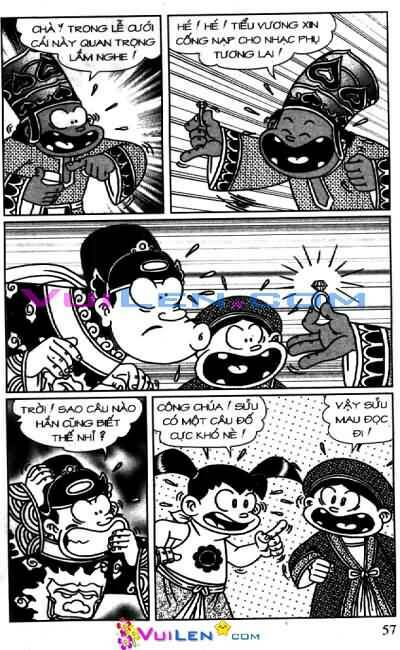 CHÀ! TRONG LỄ CƯỚI
CÁI NÀY QUAN TRỌNG
LẮM NGHE!
HÉ! HÉ! TIỂU VƯƠNG XIN
CỐNG NẠP CHO NHẠC PHỤ
TƯƠNG LAI!
VUILEN.COM
TRỜI! SAO CÂU NÀO
HẮN CŨNG BIẾT
THẾ NHỈ?
CÔNG CHÚA! SỬU
CÓ MỘT CÂU ĐỐ
CỰC KHÓ NÈ!
VẬY SỬU
MAU ĐỌC
ĐI!
57
VUILEN.COM